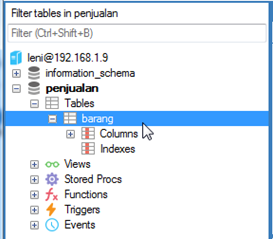 Filter tables in penjualan
Filter (Ctrl+Shift+B)
leni@192.168.1.9
information_schema
penjualan
Tables
barang
Columns
Indexes
Views
Stored Procs
Functions
Triggers
Events